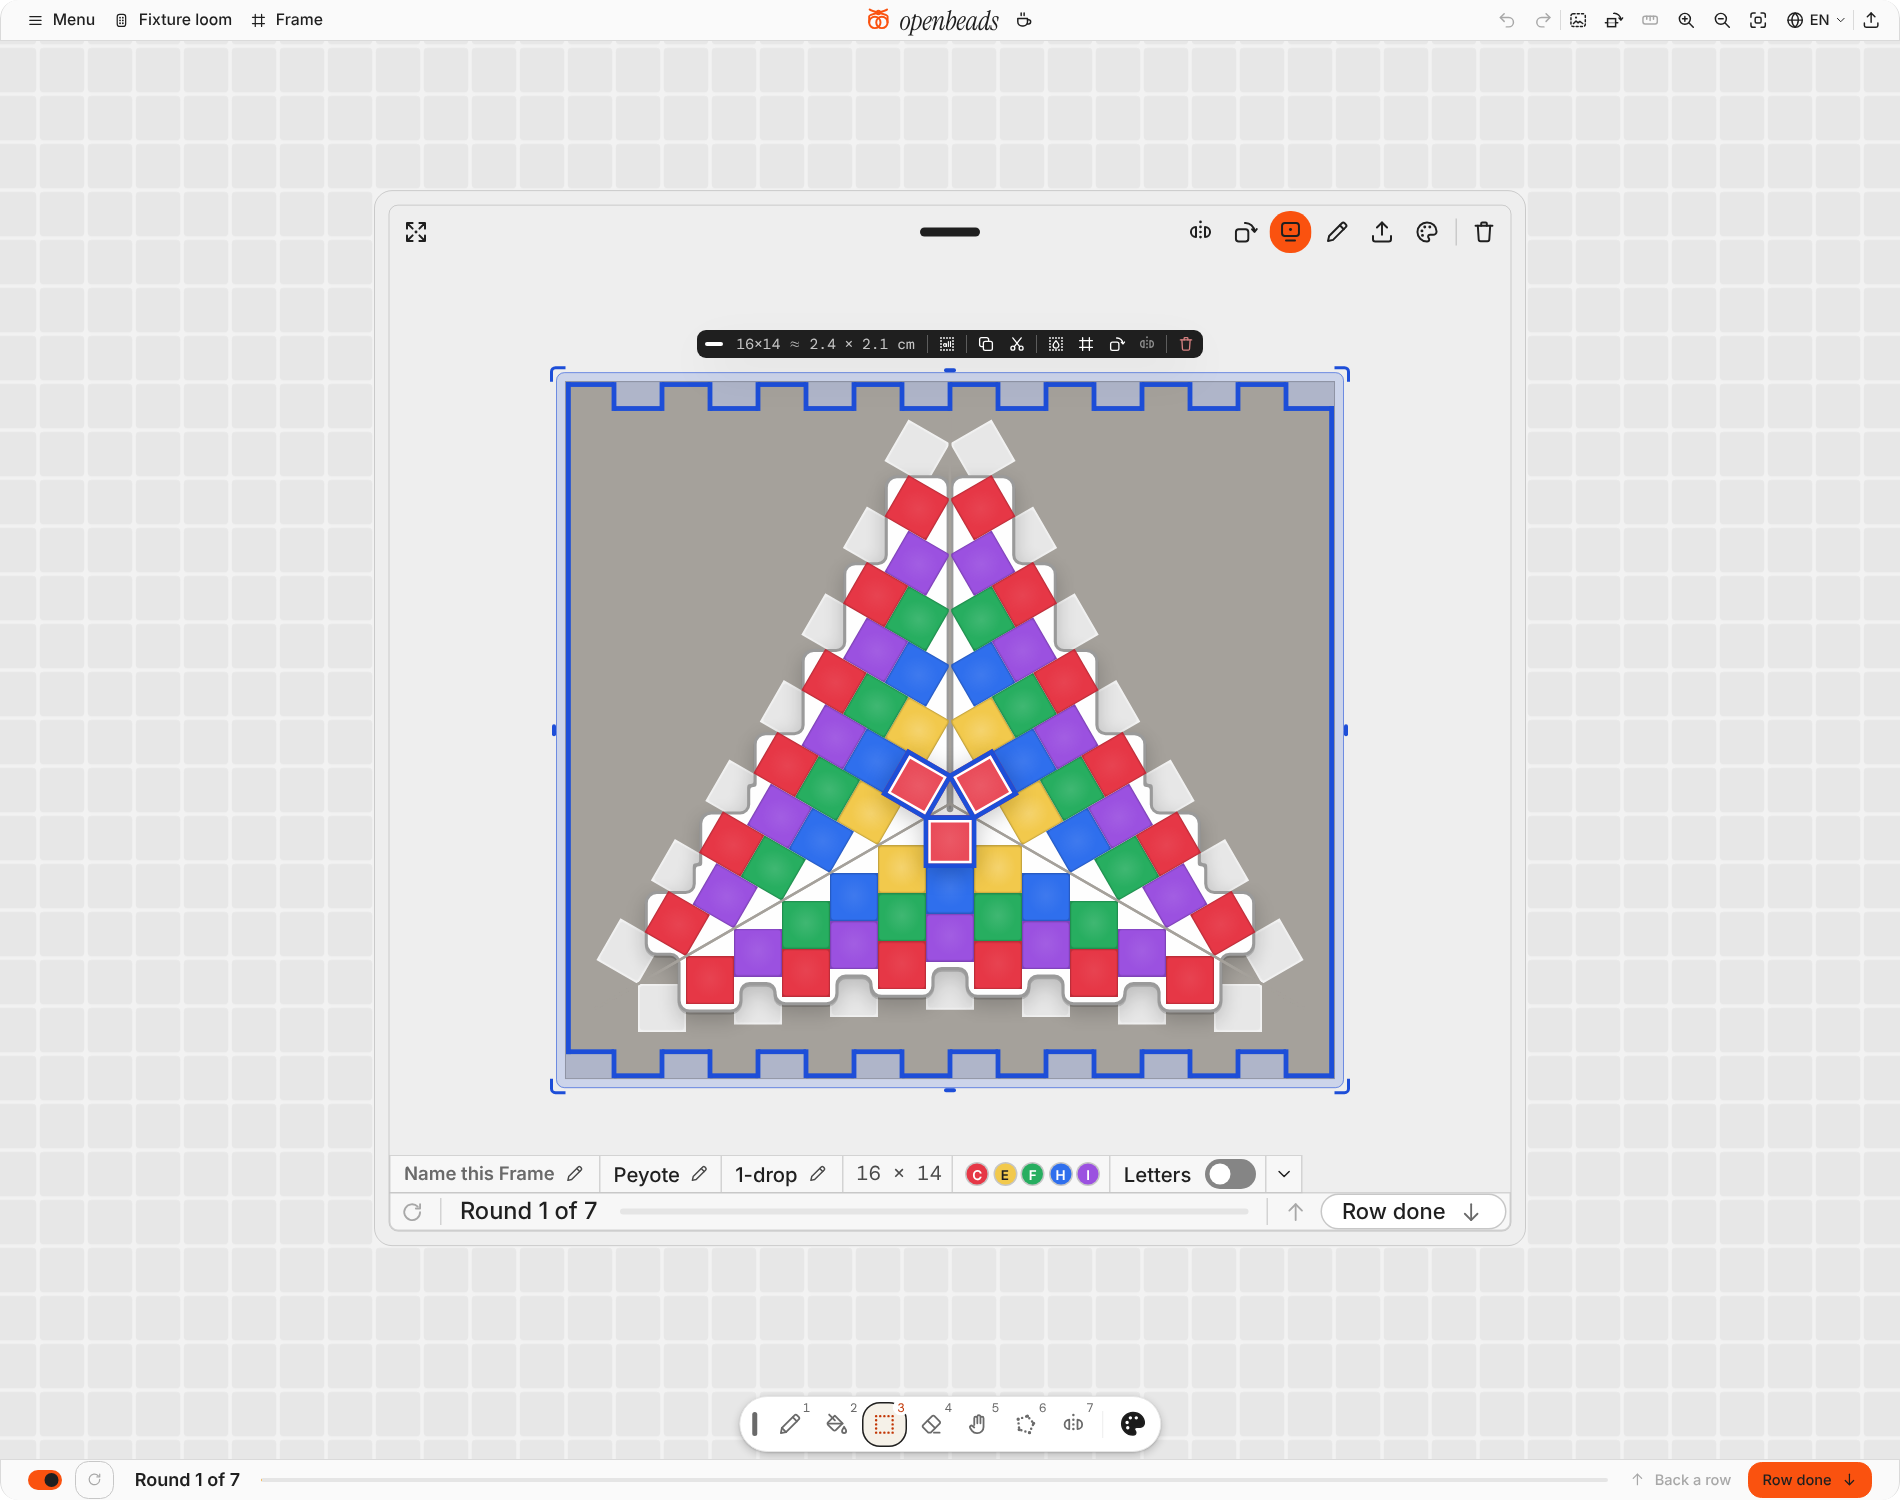 Menu Fixture loom Frame openbeads EN
16×14 ≈ 2.4 × 2.1 cm all
Name this Frame Peyote 1-drop 16 × 14 C E F H I Letters
Round 1 of 7 Row done
1 2 3 4 5 6 7
Round 1 of 7 Back a row Row done